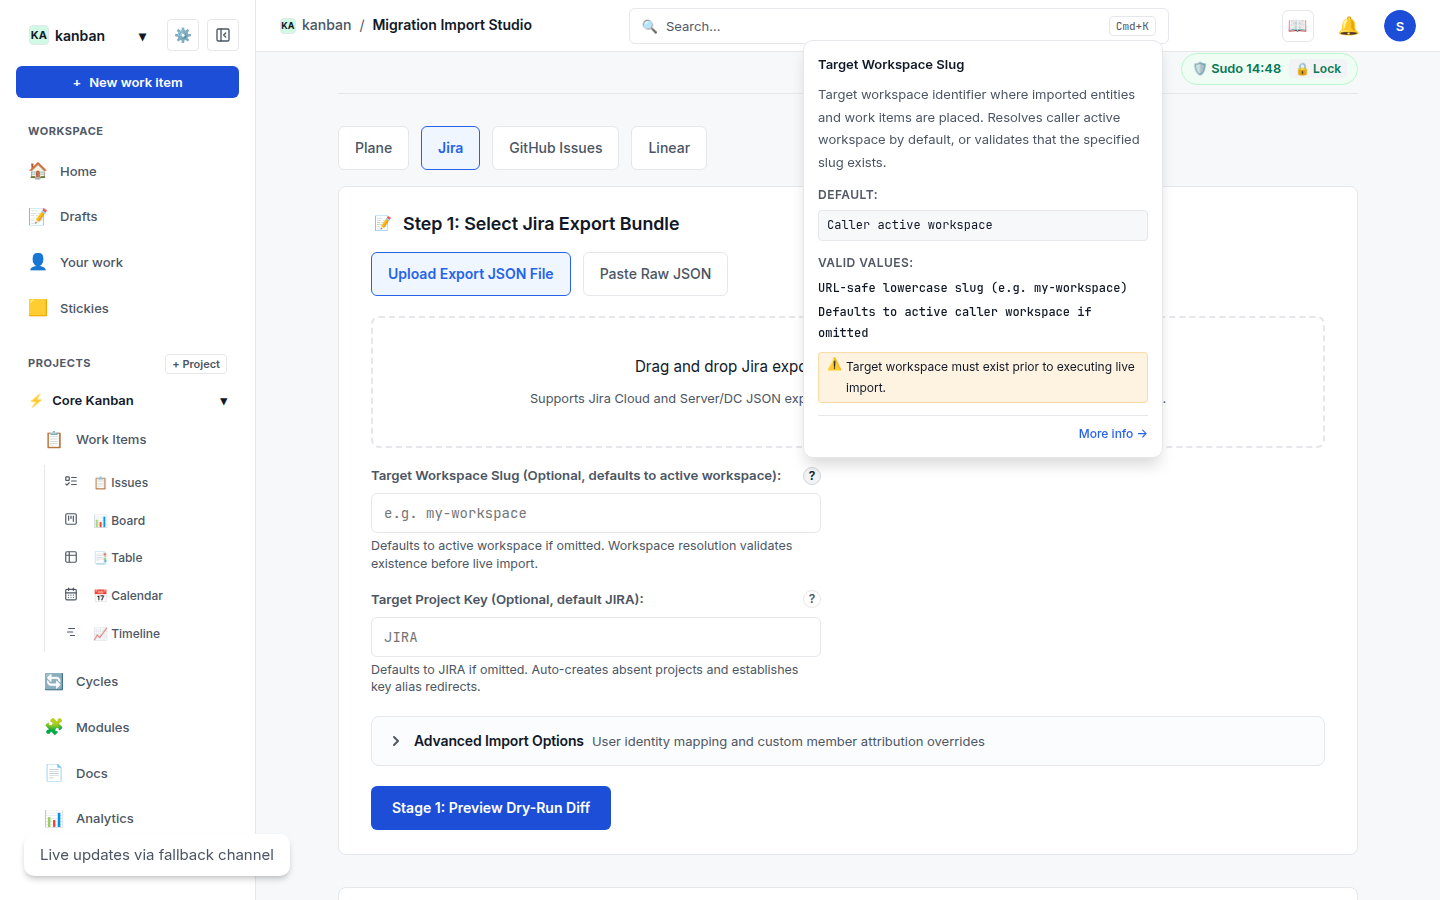 KA kanban
+ New work item
WORKSPACE
Home
Drafts
Your work
Stickies
PROJECTS
+ Project
Core Kanban
Work Items
Issues
Board
Table
Calendar
Timeline
Cycles
Modules
Docs
Analytics
Live updates via fallback channel
KA kanban / Migration Import Studio
Search...
Cmd+K
S
Sudo 14:48
Lock
Plane
Jira
GitHub Issues
Linear
Step 1: Select Jira Export Bundle
Upload Export JSON File
Paste Raw JSON
Drag and drop Jira expo
Supports Jira Cloud and Server/DC JSON exp
.
Target Workspace Slug (Optional, defaults to active workspace):
?
e.g. my-workspace
Defaults to active workspace if omitted. Workspace resolution validates
existence before live import.
Target Project Key (Optional, default JIRA):
?
JIRA
Defaults to JIRA if omitted. Auto-creates absent projects and establishes
key alias redirects.
Advanced Import Options User identity mapping and custom member attribution overrides
Stage 1: Preview Dry-Run Diff
Target Workspace Slug
Target workspace identifier where imported entities
and work items are placed. Resolves caller active
workspace by default, or validates that the specified
slug exists.
DEFAULT:
Caller active workspace
VALID VALUES:
URL-safe lowercase slug (e.g. my-workspace)
Defaults to active caller workspace if
omitted
Target workspace must exist prior to executing live
import.
More info →